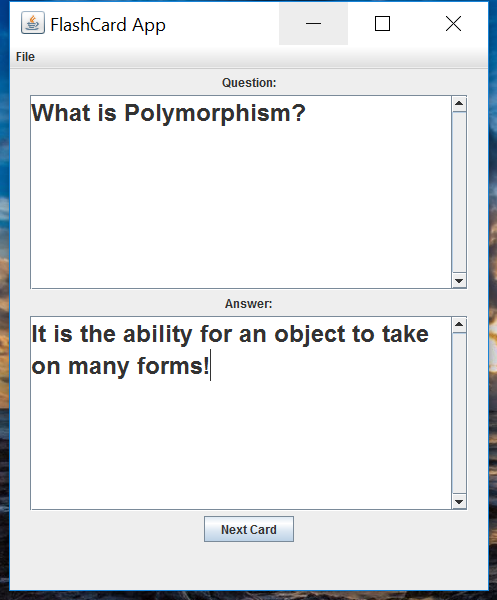 FlashCard App
File
Question:
What is Polymorphism?
Answer:
It is the ability for an object to take
on many forms!
Next Card